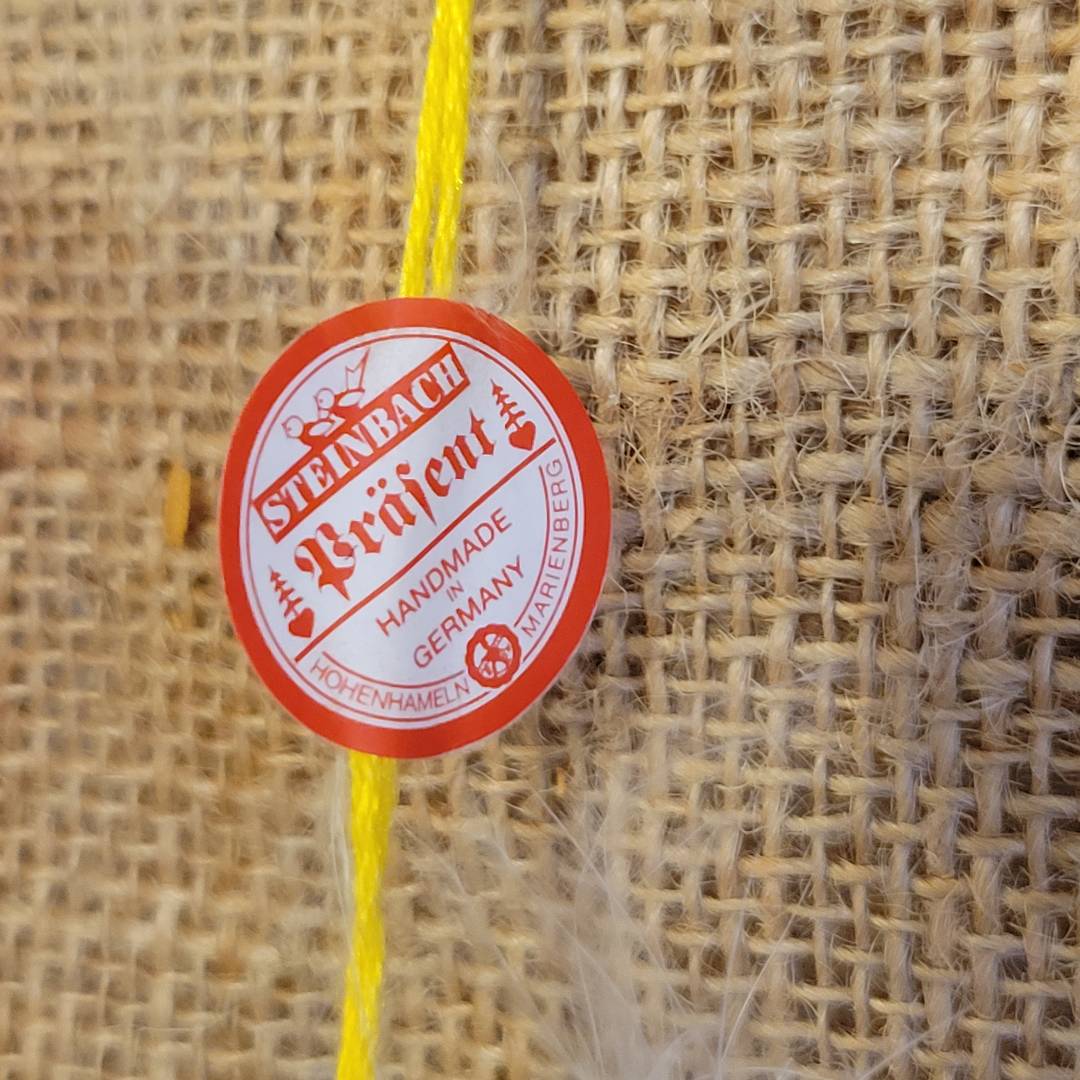 STEINBACH
Präſent
HANDMADE
IN
GERMANY
HOHENHAMELN
MARIENBERG